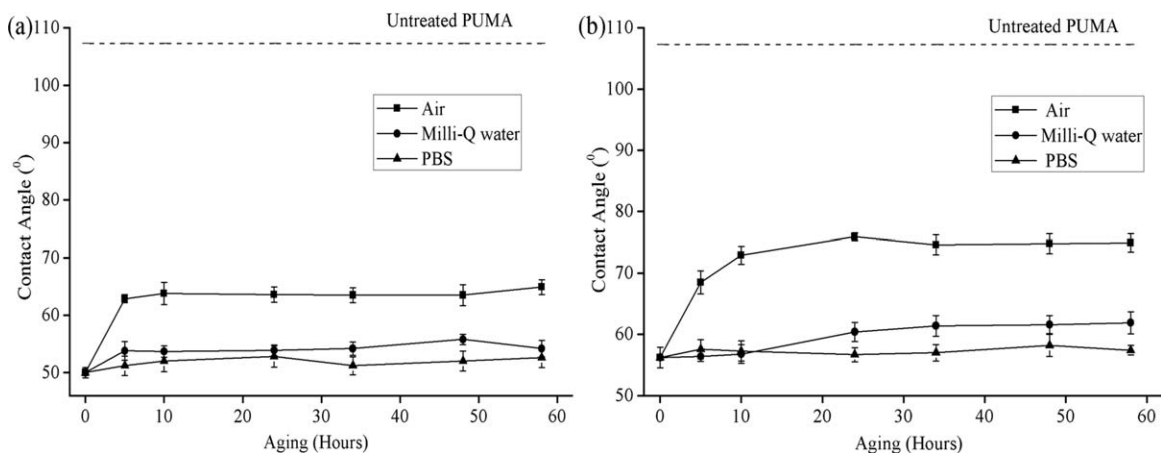 (a)
Untreated PUMA
110
100
90
80
70
60
50
Contact Angle (⁰)
Air
Milli-Q water
PBS
0 10 20 30 40 50 60
Aging (Hours)
(b)
Untreated PUMA
110
100
90
80
70
60
50
Contact Angle (⁰)
Air
Milli-Q water
PBS
0 10 20 30 40 50 60
Aging (Hours)